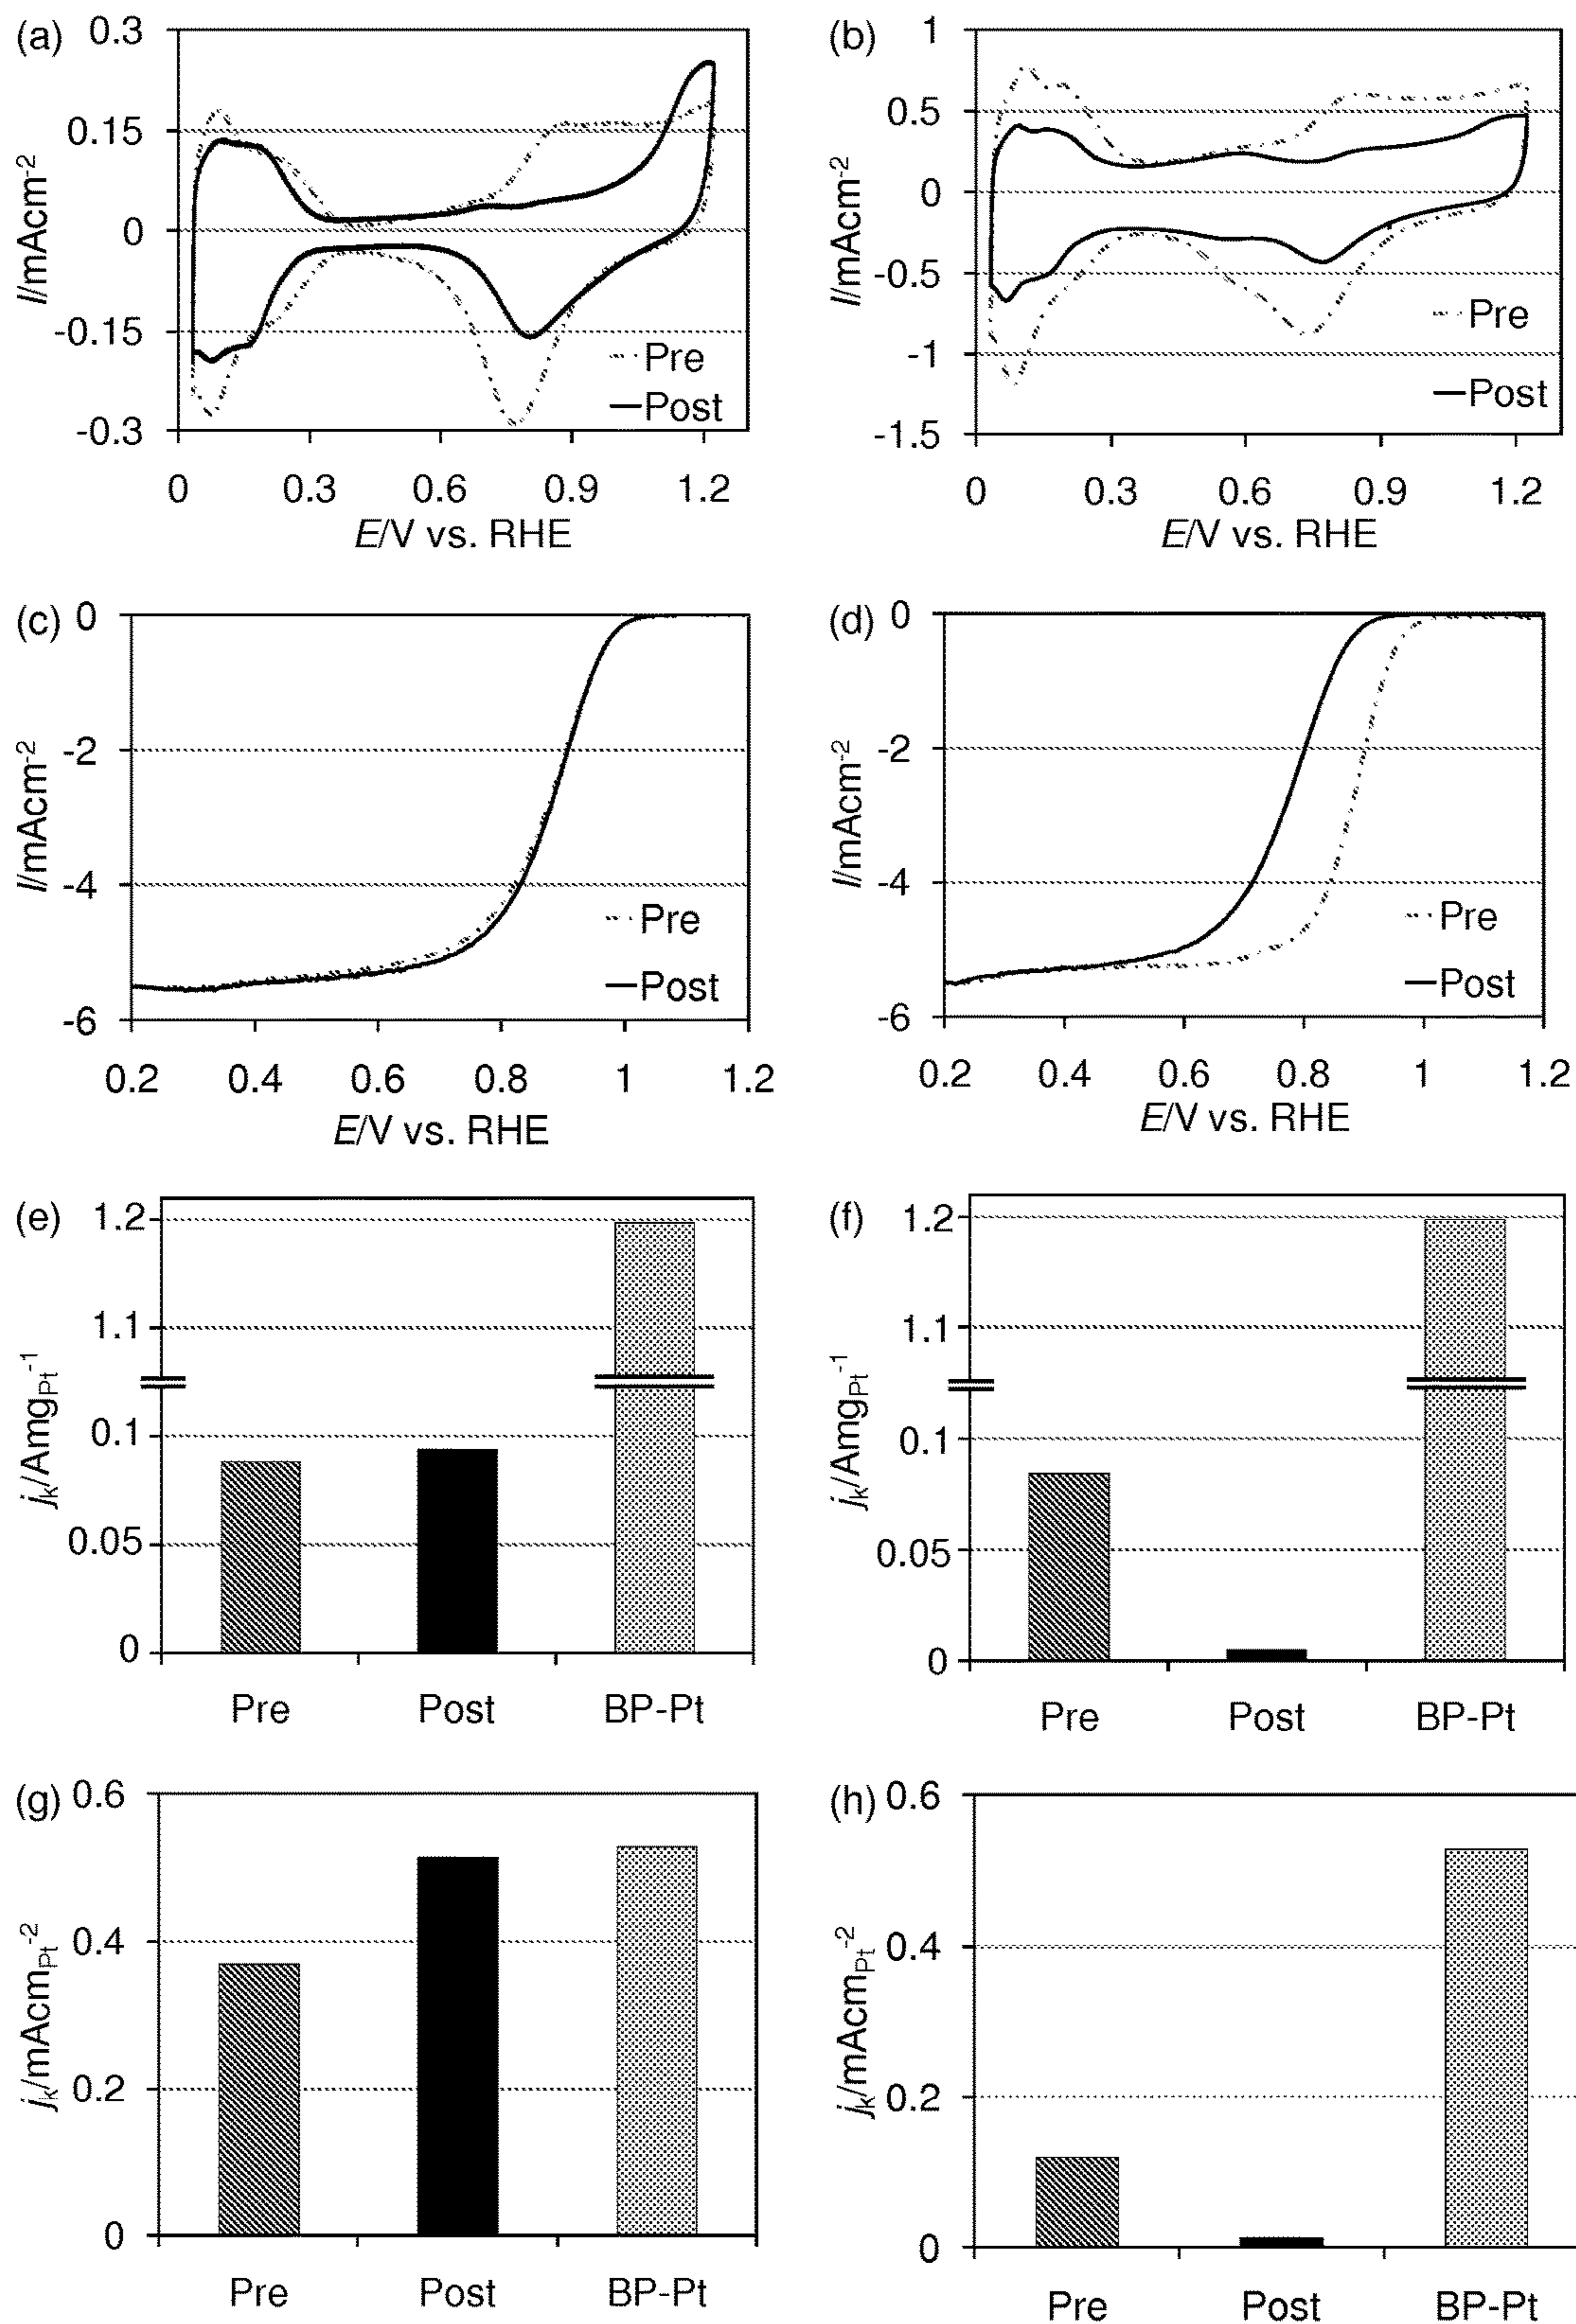 (a) 0.3
0.15
0
-0.15
-0.3
I/mAcm-2
Pre
Post
0 0.3 0.6 0.9 1.2
E/V vs. RHE
(b) 1
0.5
0
-0.5
-1
-1.5
I/mAcm-2
Pre
Post
0 0.3 0.6 0.9 1.2
E/V vs. RHE
(c) 0
-2
-4
-6
I/mAcm-2
Pre
Post
0.2 0.4 0.6 0.8 1 1.2
E/V vs. RHE
(d) 0
-2
-4
-6
I/mAcm-2
Pre
Post
0.2 0.4 0.6 0.8 1 1.2
E/V vs. RHE
(e) 1.2
1.1
0.1
0.05
0
jk/AmgPt-1
Pre Post BP-Pt
(f) 1.2
1.1
0.1
0.05
0
jk/AmgPt-1
Pre Post BP-Pt
(g) 0.6
0.4
0.2
0
jk/mAcmPt-2
Pre Post BP-Pt
(h) 0.6
0.4
0.2
0
jk/mAcmPt-2
Pre Post BP-Pt